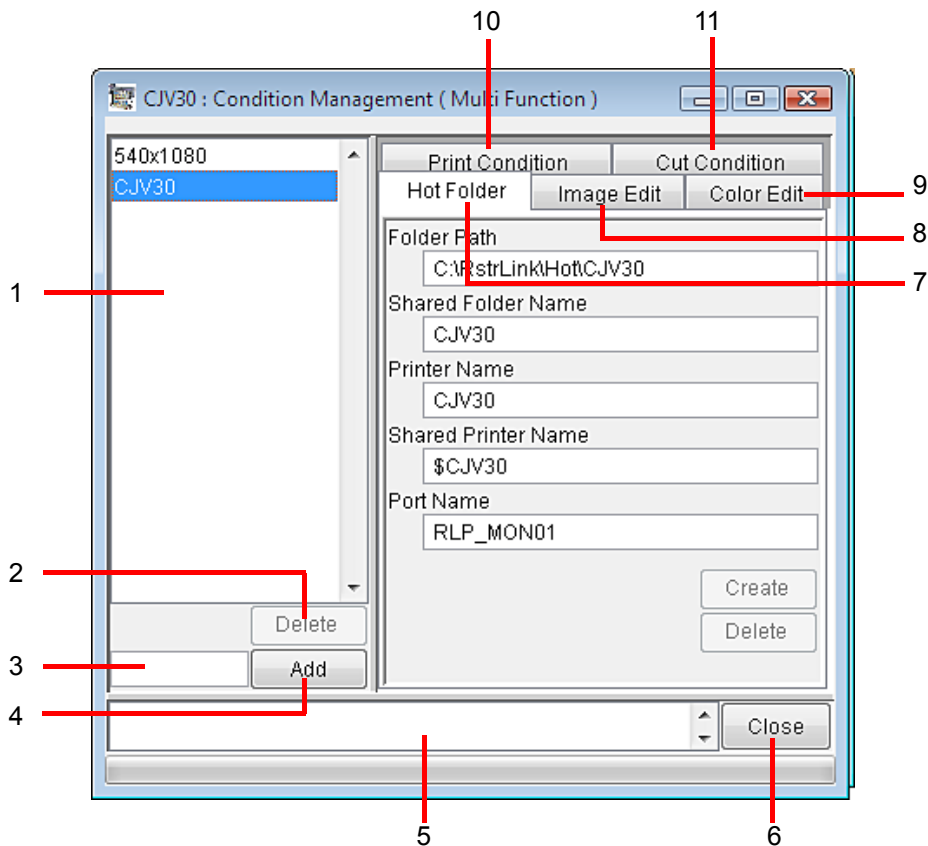 10 11
CJV30 : Condition Management ( Multi Function )
540x1080
CJV30
Print Condition Cut Condition
Hot Folder Image Edit Color Edit
9
8
7
Folder Path
C:\RstrLink\Hot\CJV30
Shared Folder Name
CJV30
Printer Name
CJV30
Shared Printer Name
$CJV30
Port Name
RLP_MON01
Create
Delete
1
2
Delete
3
Add
4
Close
5 6